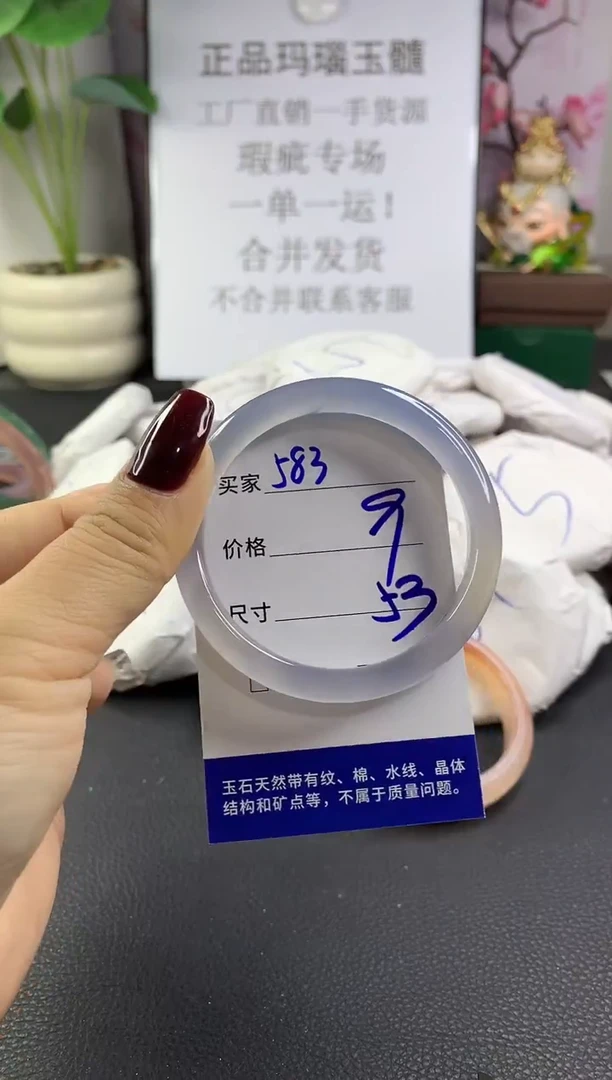 正品玛瑙玉髓
工厂直销一手货源
瑕疵专场
一单一运！
合并发货
不合并联系客服
买家 583
价格 9
尺寸 53
玉石天然带有纹、棉、水线、晶体
结构和矿点等，不属于质量问题。